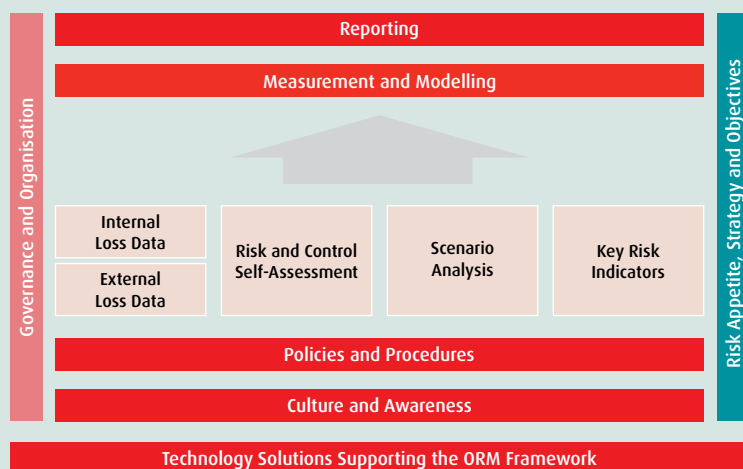 Reporting
Measurement and Modelling
Governance and Organisation
Risk Appetite, Strategy and Objectives
Internal
Loss Data
External
Loss Data
Risk and Control
Self-Assessment
Scenario
Analysis
Key Risk
Indicators
Policies and Procedures
Culture and Awareness
Technology Solutions Supporting the ORM Framework